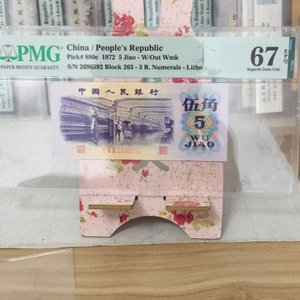 PMG
PAPER MONEY GUARANTY
China / People's Republic
Pick# 880c 1972 5 Jiao - W/Out Wmk
S/N 2696592 Block 263 - 3 R. Numerals - Litho
67
EPQ
Superb Gem Unc
中国人民银行
伍角
5
WU
JIAO
2696592